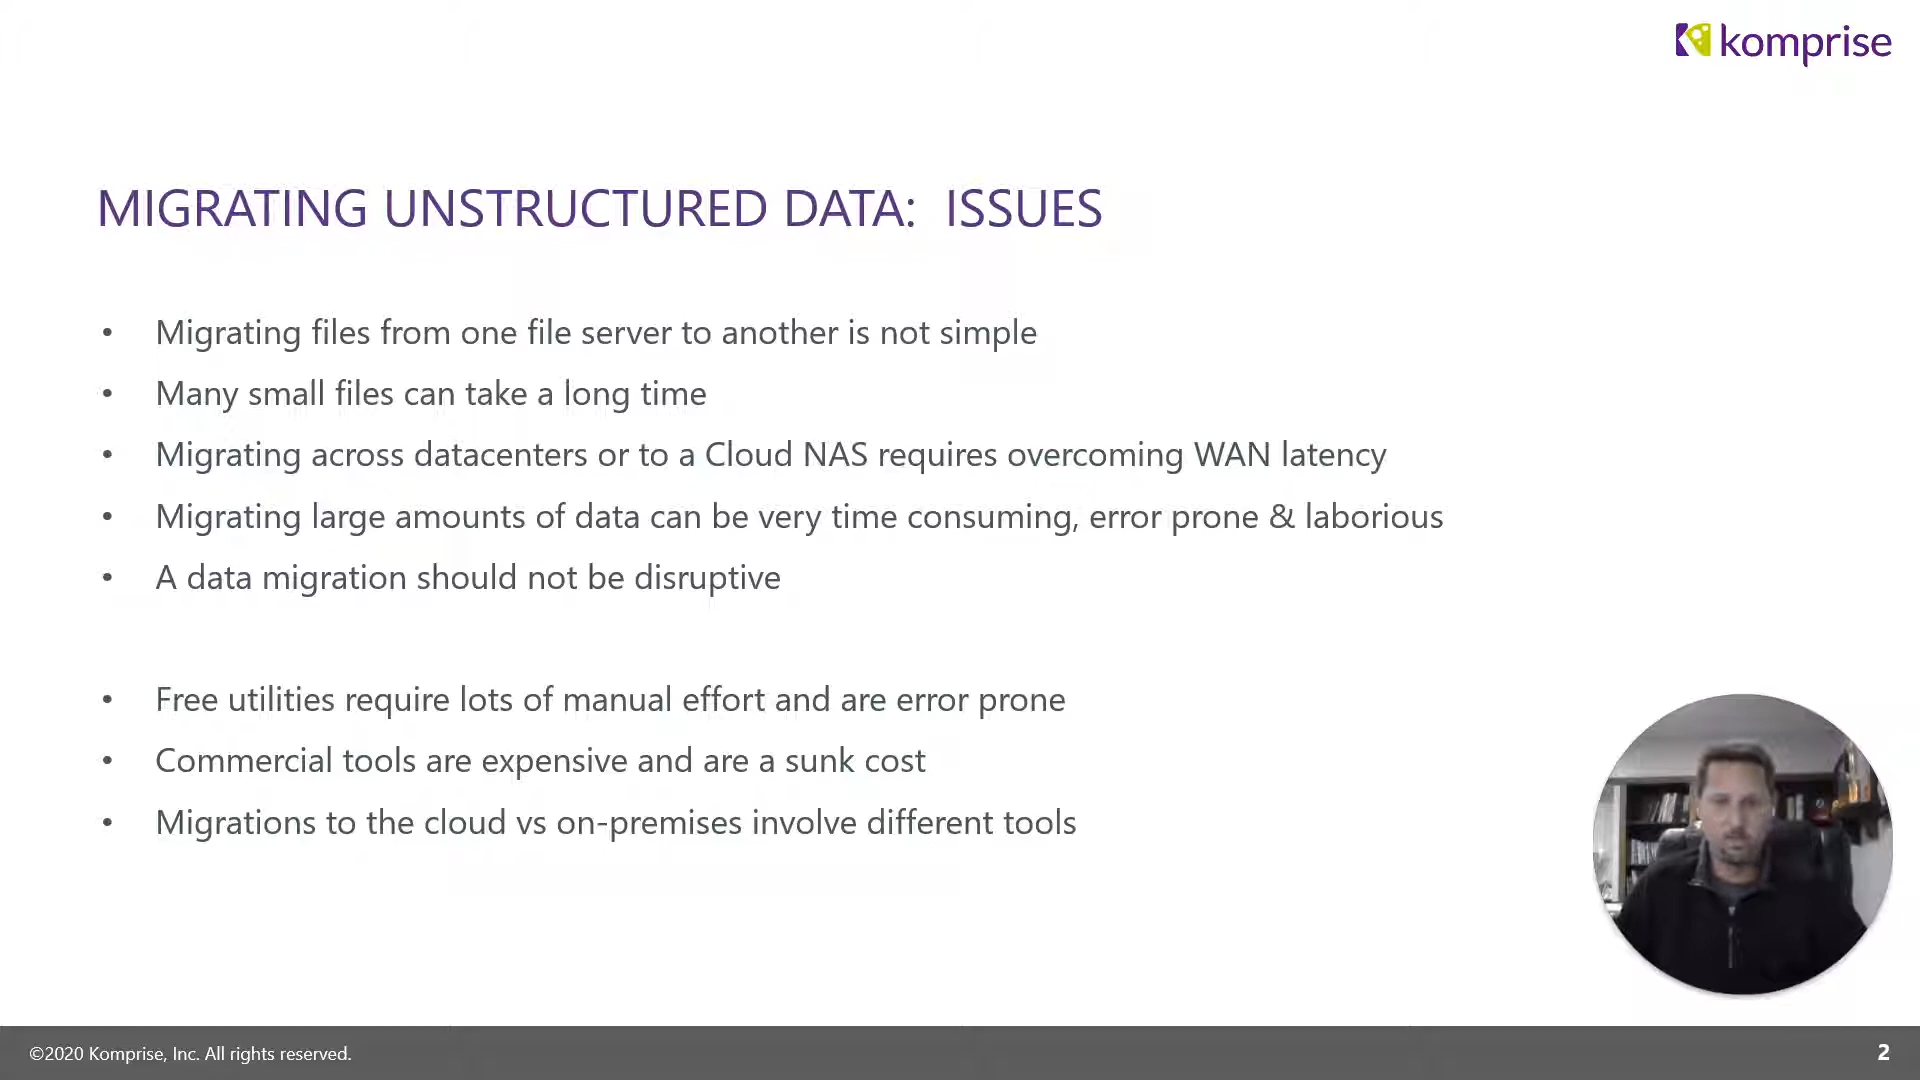 komprise
MIGRATING UNSTRUCTURED DATA: ISSUES
• Migrating files from one file server to another is not simple
• Many small files can take a long time
• Migrating across datacenters or to a Cloud NAS requires overcoming WAN latency
• Migrating large amounts of data can be very time consuming, error prone & laborious
• A data migration should not be disruptive
• Free utilities require lots of manual effort and are error prone
• Commercial tools are expensive and are a sunk cost
• Migrations to the cloud vs on-premises involve different tools
©2020 Komprise, Inc. All rights reserved.
2